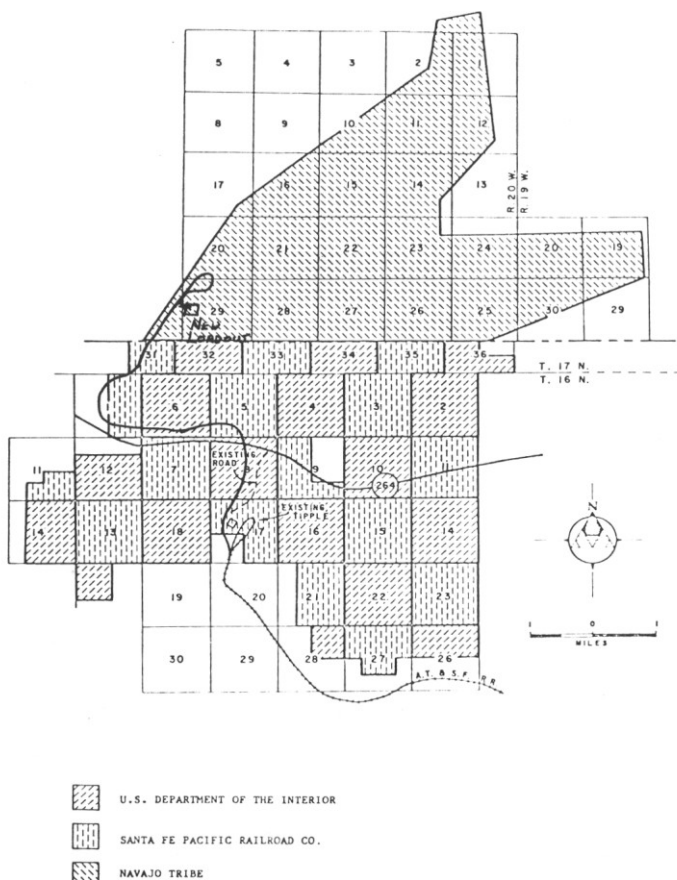 5 4 3 2 1
8 9 10 11 12
17 16 15 14 13
R. 20 W.
R. 19 W.
20 21 22 23 24 20 19
29 28 27 26 25 30 29
NEW
LOADOUT
31 32 33 34 35 36
T. 17 N.
T. 16 N.
6 5 4 3 2
EXISTING
ROAD
11 12 7 8 9 10 11
264
EXISTING
TIPPLE
14 13 18 17 16 15 14
19 20 21 22 23
30 29 28 27 26
A.T. & S.F. R.R.
N
1 0 1
MILES
U.S. DEPARTMENT OF THE INTERIOR
SANTA FE PACIFIC RAILROAD CO.
NAVAJO TRIBE